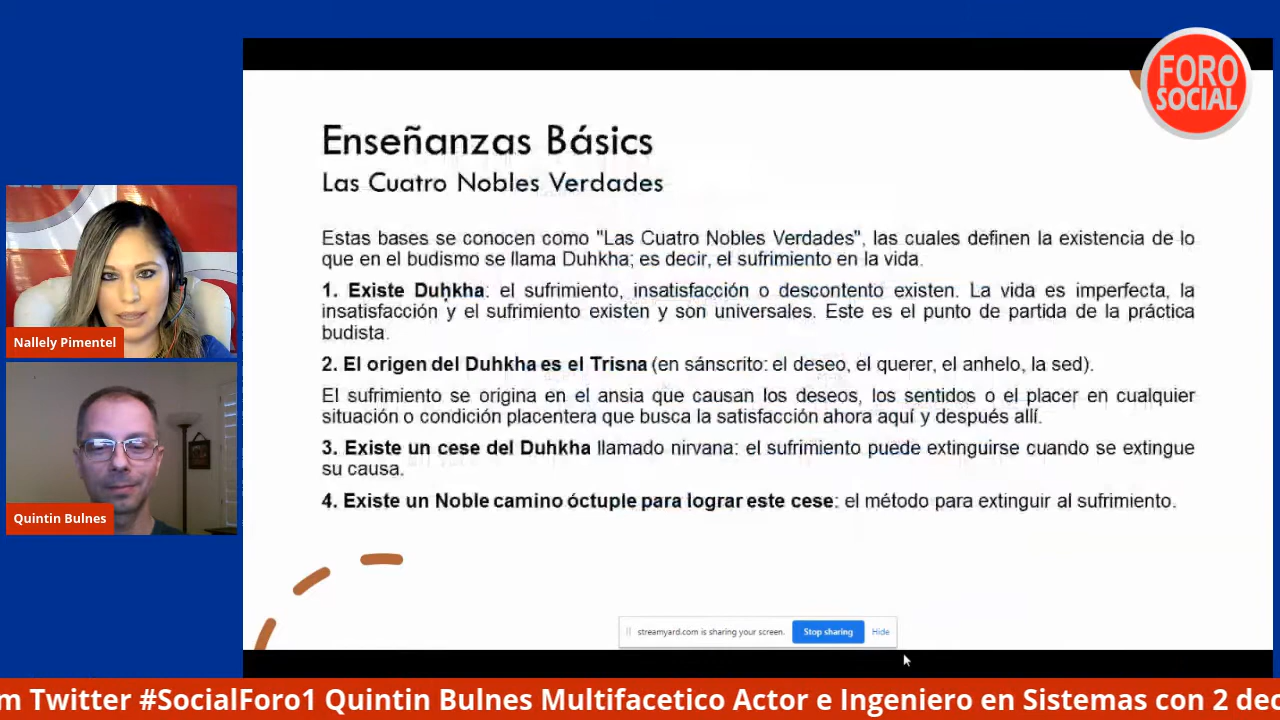 FORO
SOCIAL
Enseñanzas Básics
Las Cuatro Nobles Verdades
Estas bases se conocen como "Las Cuatro Nobles Verdades", las cuales definen la existencia de lo
que en el budismo se llama Duhkha; es decir, el sufrimiento en la vida.
1. Existe Duḥkha: el sufrimiento, insatisfacción o descontento existen. La vida es imperfecta, la
insatisfacción y el sufrimiento existen y son universales. Este es el punto de partida de la práctica
budista.
2. El origen del Duhkha es el Trisna (en sánscrito: el deseo, el querer, el anhelo, la sed).
El sufrimiento se origina en el ansia que causan los deseos, los sentidos o el placer en cualquier
situación o condición placentera que busca la satisfacción ahora aquí y después allí.
3. Existe un cese del Duhkha llamado nirvana: el sufrimiento puede extinguirse cuando se extingue
su causa.
4. Existe un Noble camino óctuple para lograr este cese: el método para extinguir al sufrimiento.
Nallely Pimentel
Quintin Bulnes
streamyard.com is sharing your screen.
Stop sharing
Hide
m Twitter #SocialForo1 Quintin Bulnes Multifacetico Actor e Ingeniero en Sistemas con 2 dec